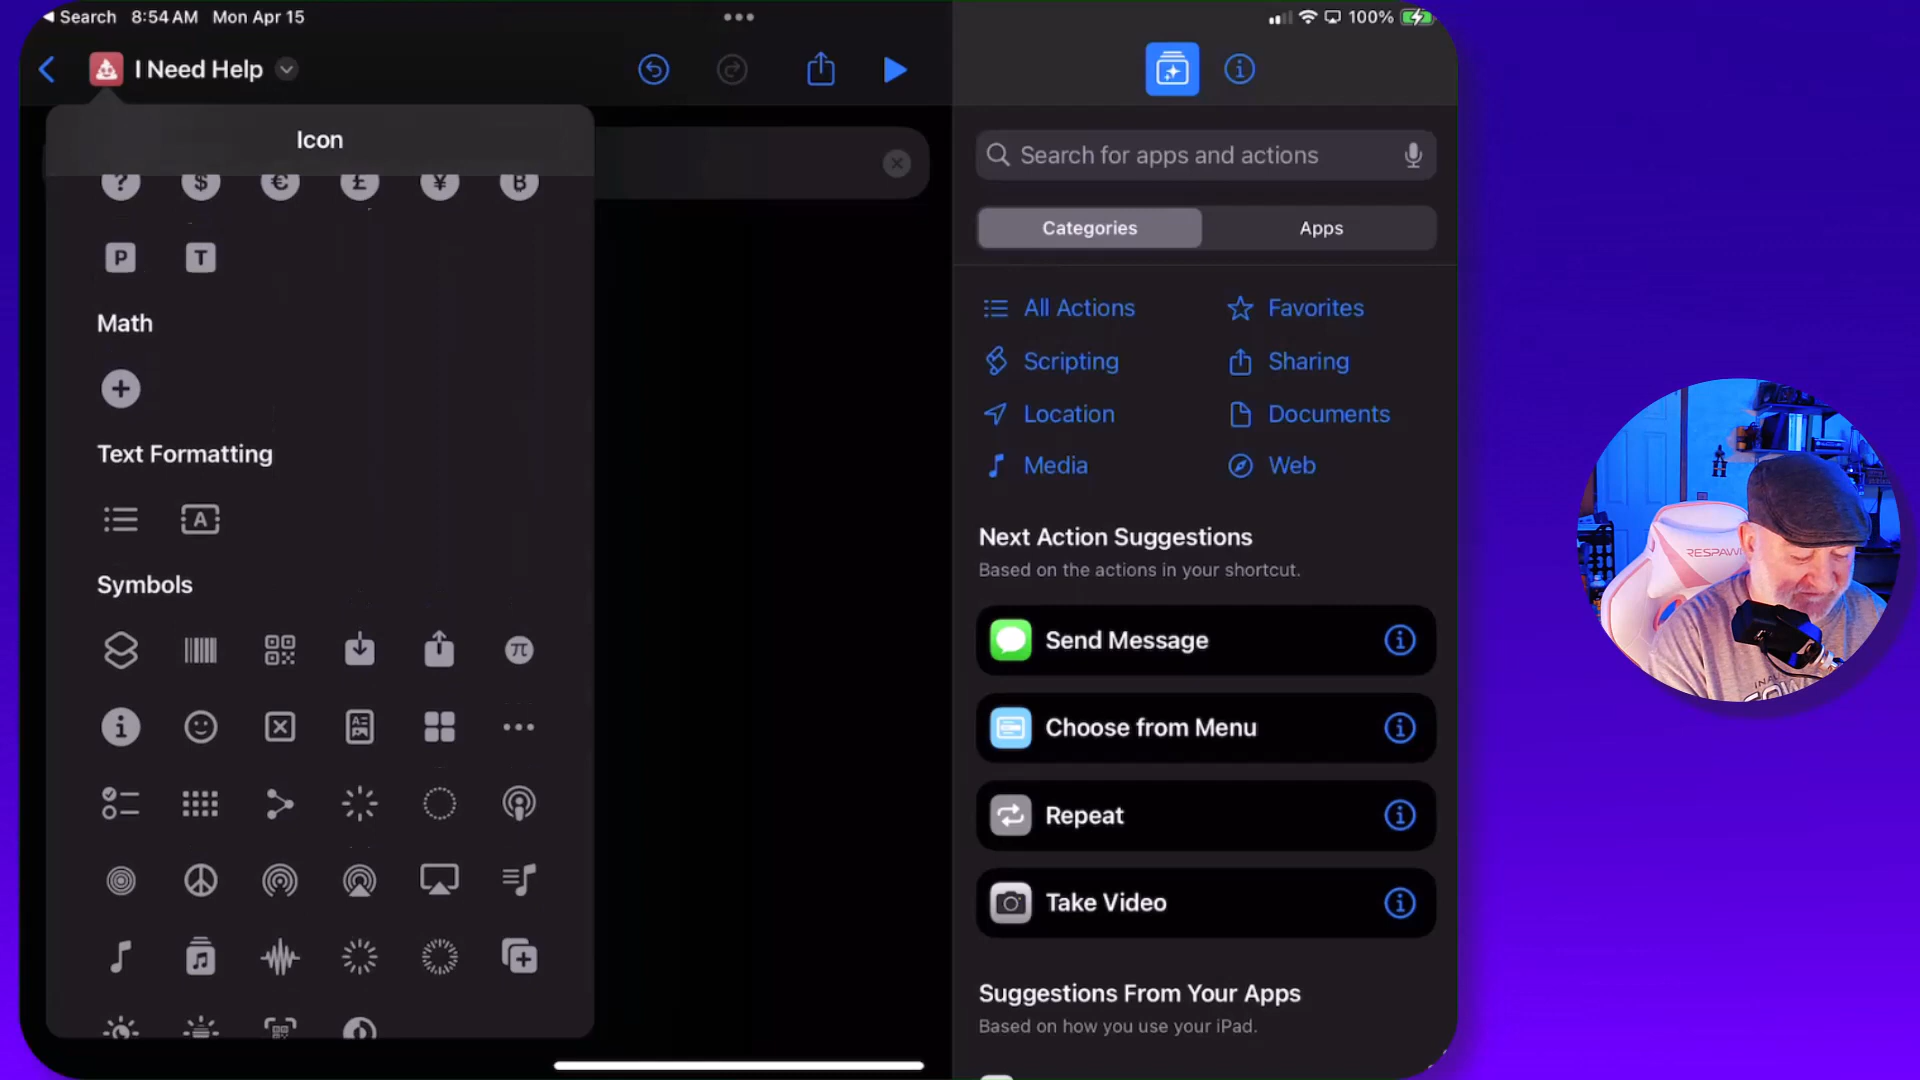 Search 8:54 AM Mon Apr 15
100%
I Need Help
Icon
? $ € £ ¥ B
P T
Math
+
Text Formatting
A
Symbols
π
i
Search for apps and actions
Categories Apps
All Actions Favorites
Scripting Sharing
Location Documents
Media Web
Next Action Suggestions
Based on the actions in your shortcut.
Send Message
Choose from Menu
Repeat
Take Video
Suggestions From Your Apps
Based on how you use your iPad.
RESPAWN